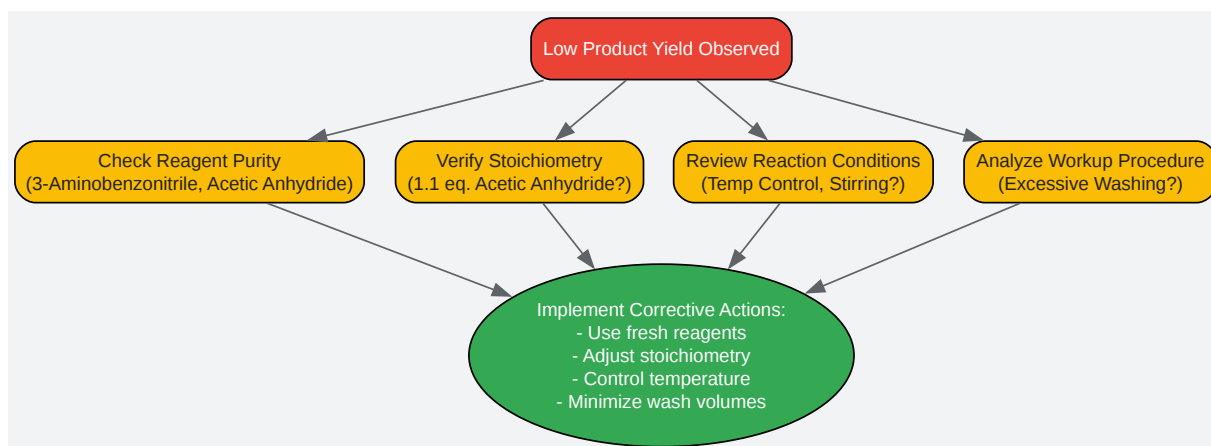 Low Product Yield Observed
Check Reagent Purity
(3-Aminobenzonitrile, Acetic Anhydride)
Verify Stoichiometry
(1.1 eq. Acetic Anhydride?)
Review Reaction Conditions
(Temp Control, Stirring?)
Analyze Workup Procedure
(Excessive Washing?)
Implement Corrective Actions:
- Use fresh reagents
- Adjust stoichiometry
- Control temperature
- Minimize wash volumes